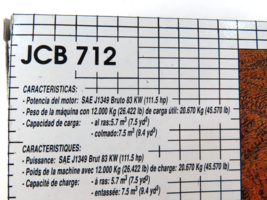 JCB 712
CARACTERISTICAS:
- Potencia del motor: SAE J1349 Bruto 83 KW (111.5 hp)
- Peso de la máquina con 12.000 Kg (26.422 lb) de carga útil: 20.670 Kg (45.570 lb)
- Capacidad de carga: - al ras: 5.7 m³ (7.5 yd³)
- colmado: 7.5 m³ (9.4 yd³)
CARACTERISTIQUES:
- Puissance: SAE J1349 Brut 83 KW (111.5 hp)
- Poids de la machine avec 12.000 Kg (26.422 lb) de charge: 20.670 Kg (45.570 lb)
- Capacité de charge: - à ras: 5.7 m³ (7.5 yd³)
- entassée: 7.5 m³ (9.4 yd³)